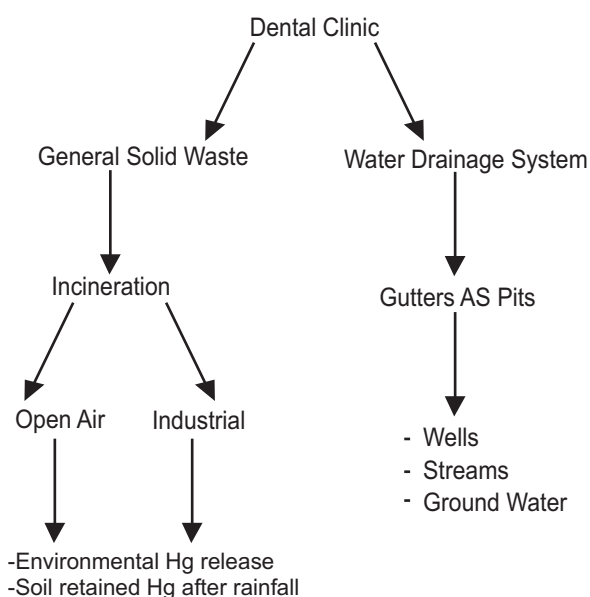 Dental Clinic
General Solid Waste
Water Drainage System
Incineration
Gutters AS Pits
Open Air
Industrial
- Wells
- Streams
- Ground Water
-Environmental Hg release
-Soil retained Hg after rainfall